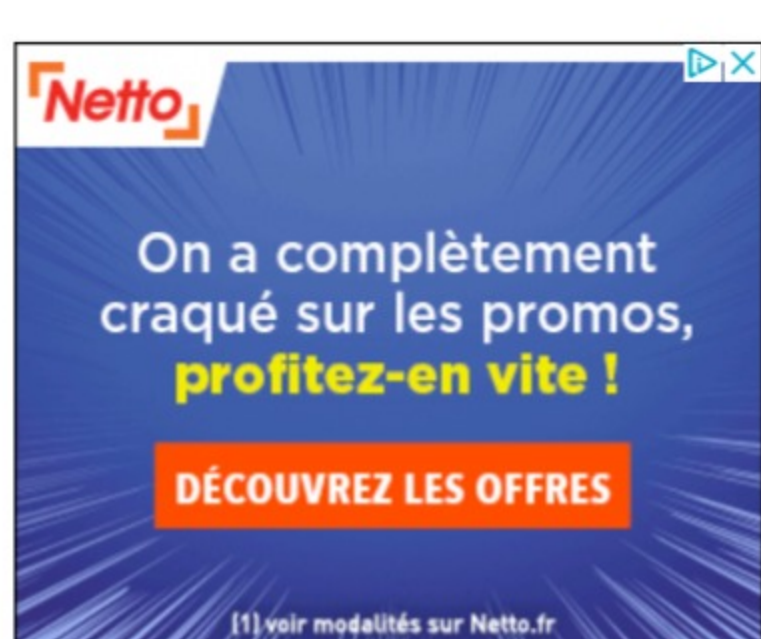 Netto
On a complètement
craqué sur les promos,
profitez-en vite !
DÉCOUVREZ LES OFFRES
(1) voir modalités sur Netto.fr